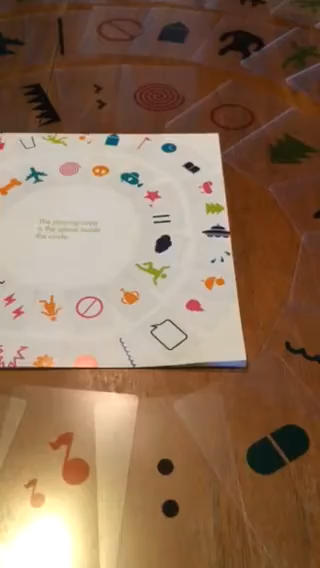 The playing area
is the space inside
the circle.